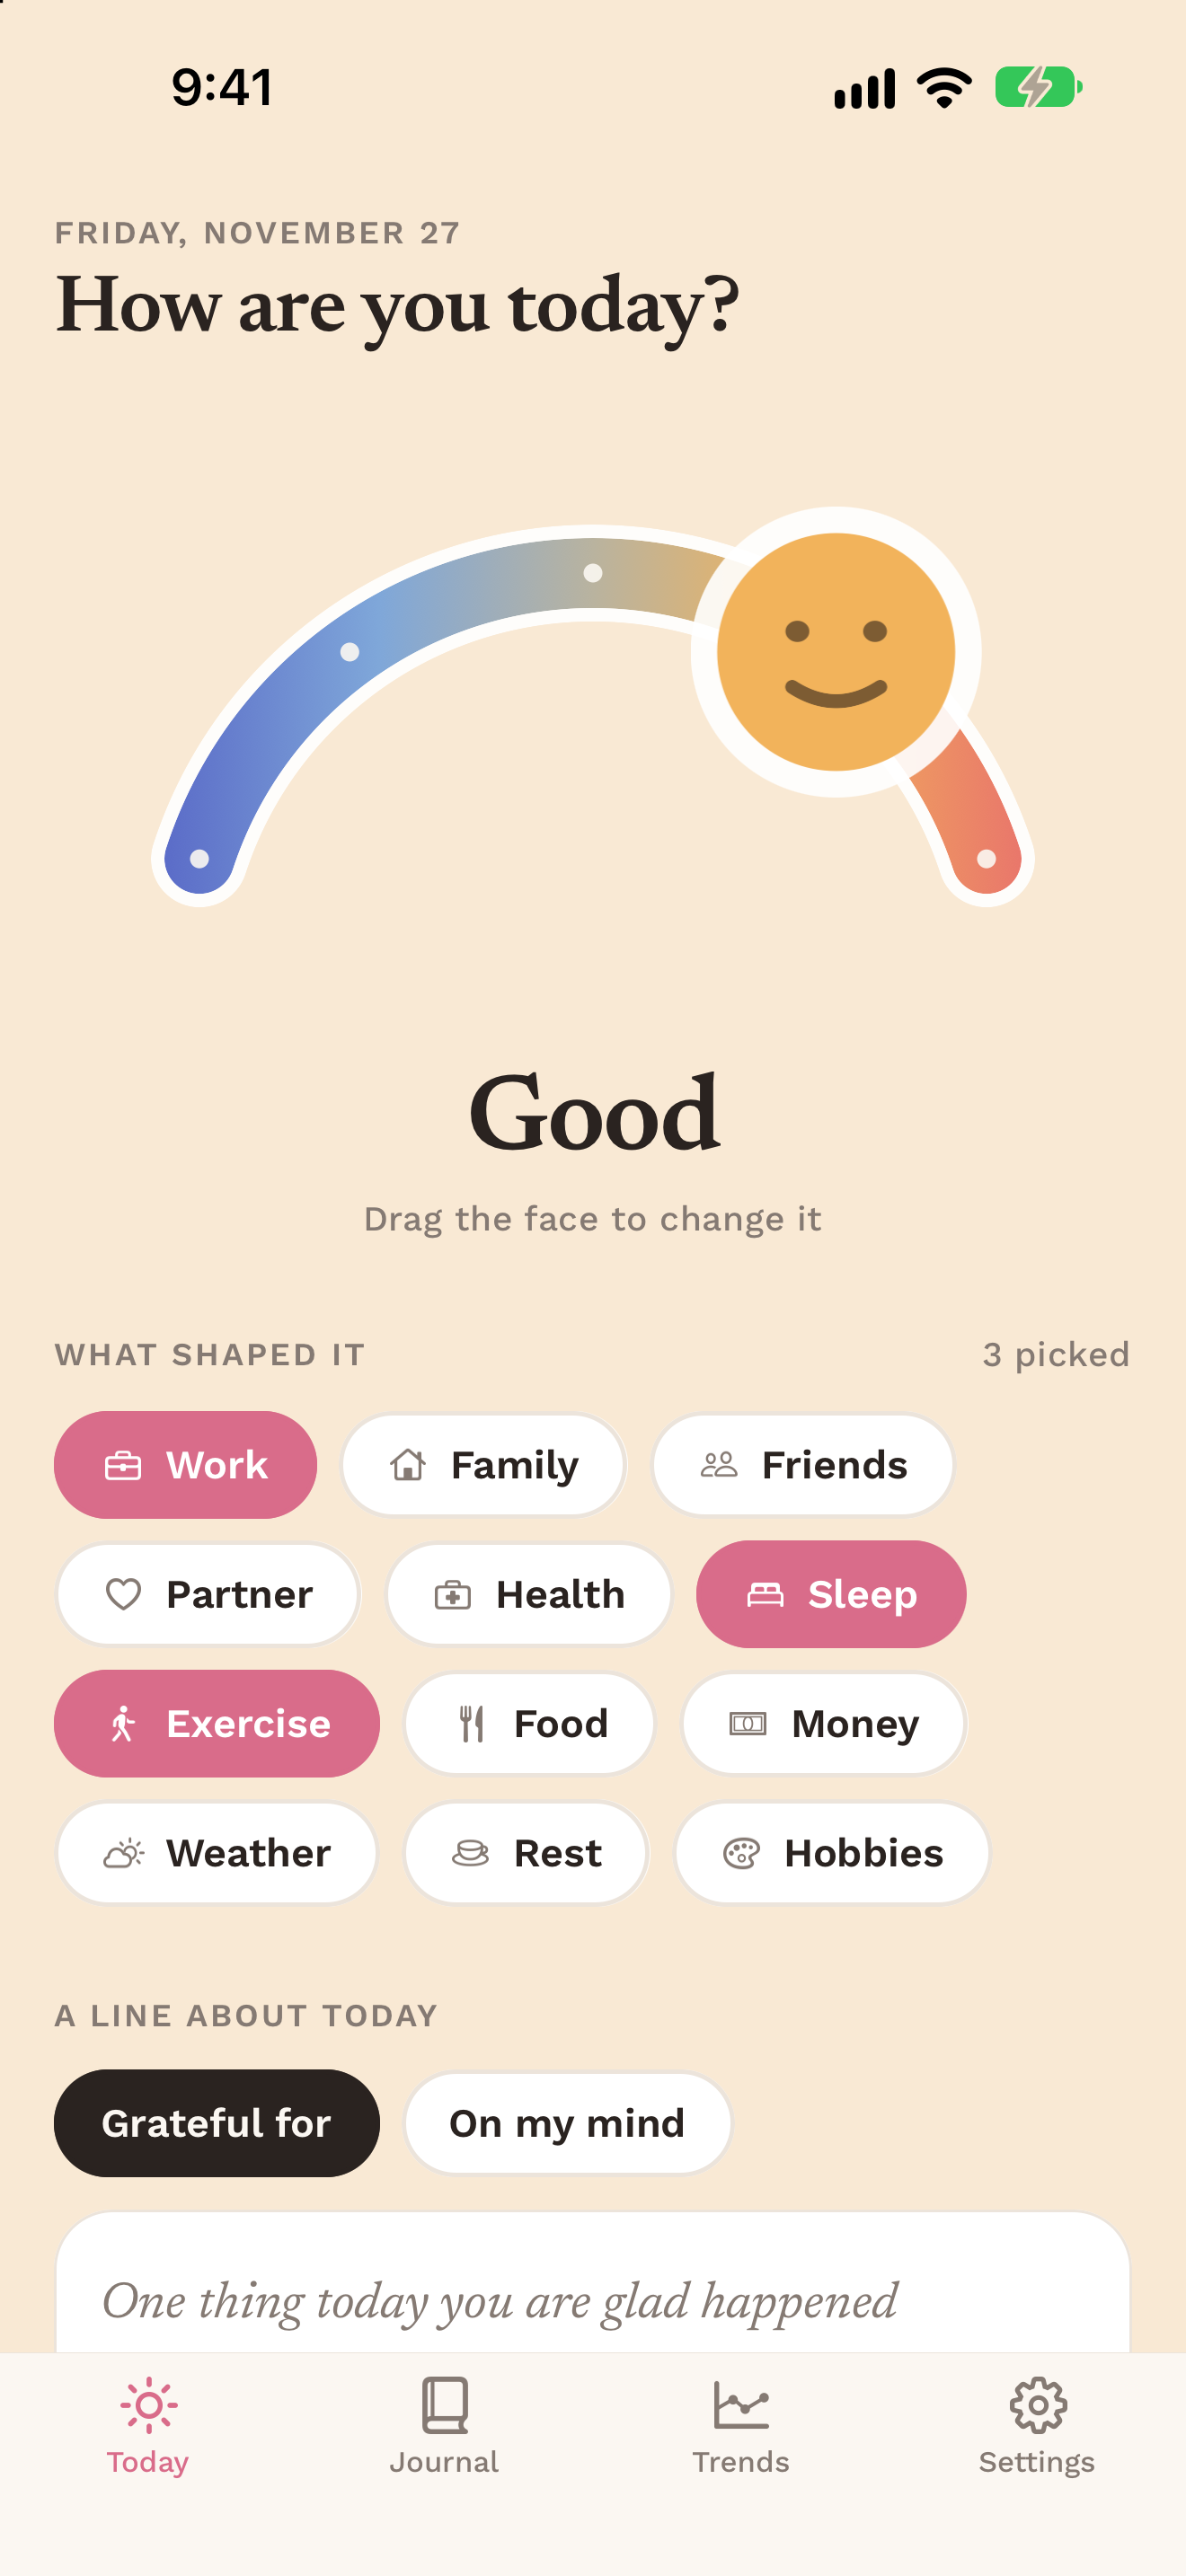 9:41
FRIDAY, NOVEMBER 27
How are you today?
Good
Drag the face to change it
WHAT SHAPED IT 3 picked
Work Family Friends
Partner Health Sleep
Exercise Food Money
Weather Rest Hobbies
A LINE ABOUT TODAY
Grateful for On my mind
One thing today you are glad happened
Today Journal Trends Settings